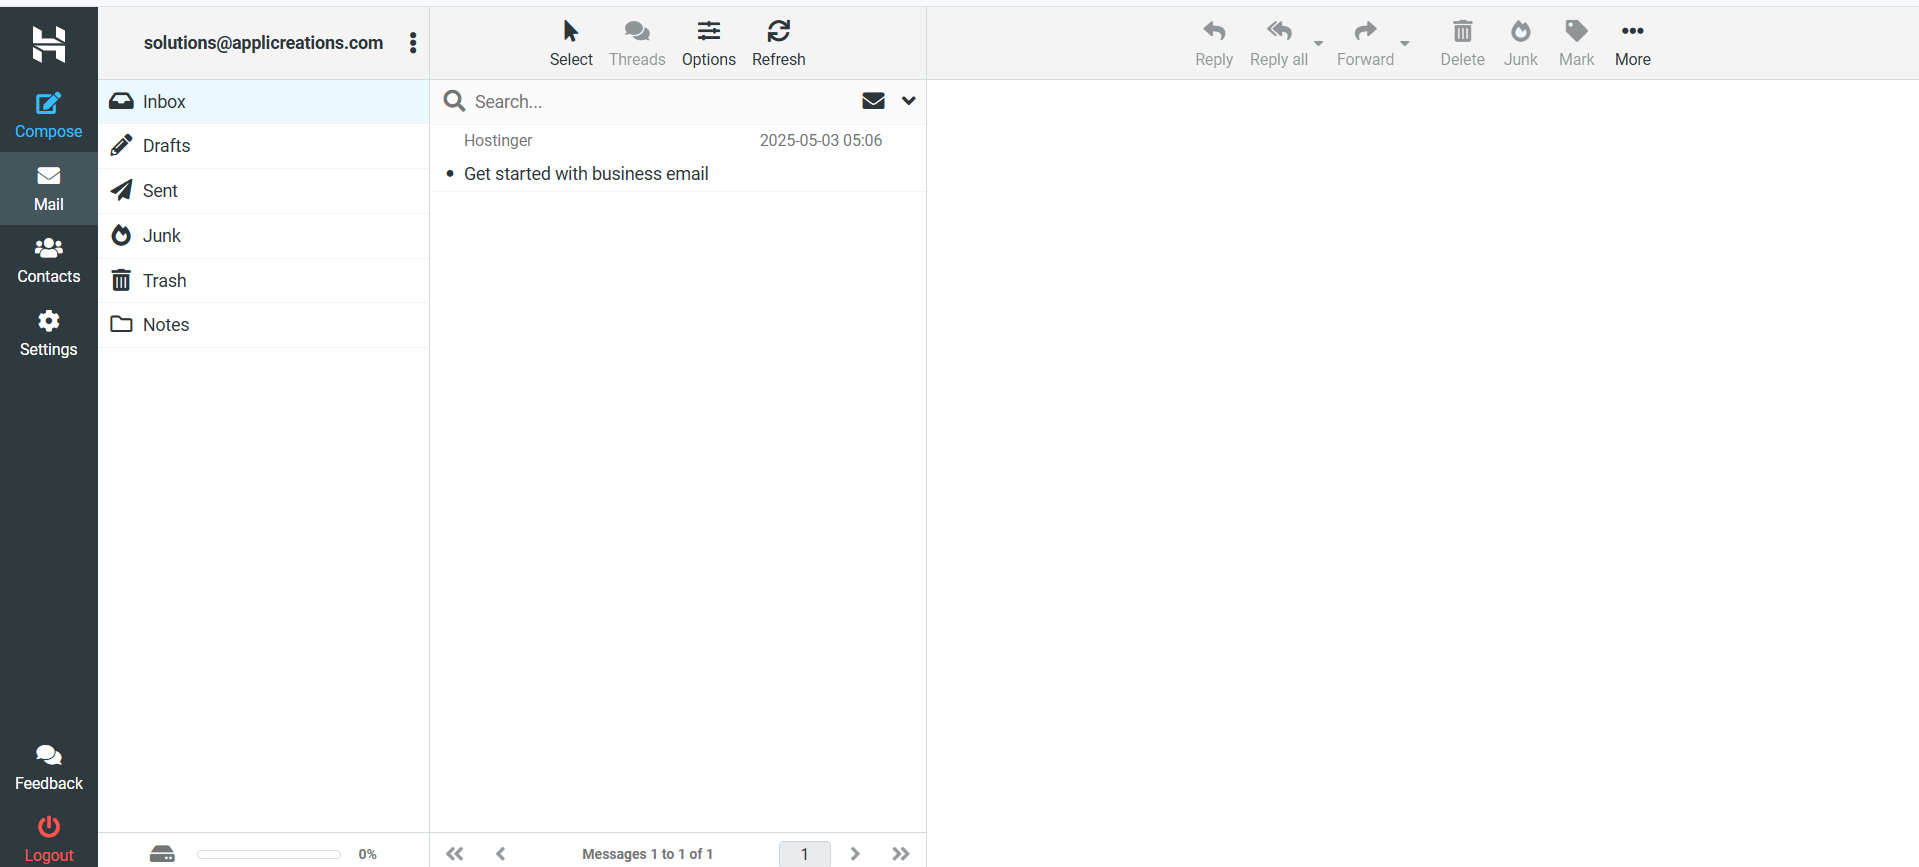 Compose
Mail
Contacts
Settings
Feedback
Logout
solutions@applicreations.com
Inbox
Drafts
Sent
Junk
Trash
Notes
0%
Select
Threads
Options
Refresh
Search...
Hostinger 2025-05-03 05:06
Get started with business email
Messages 1 to 1 of 1
1
Reply
Reply all
Forward
Delete
Junk
Mark
More